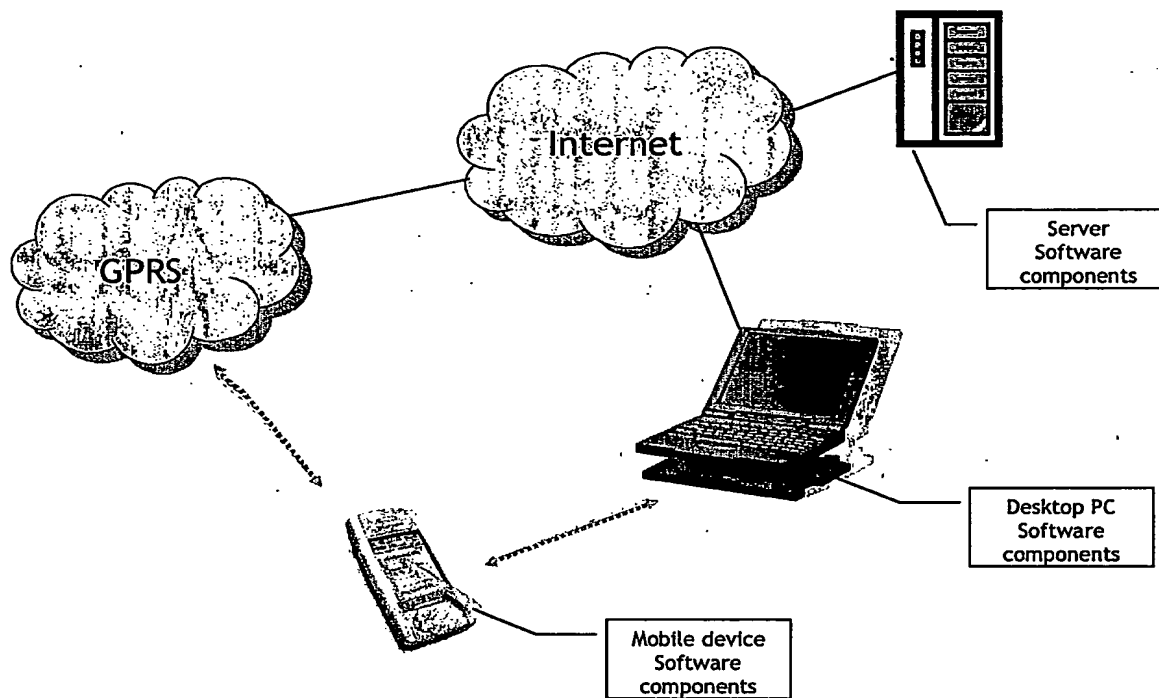 Internet
GPRS
Server
Software
components
Desktop PC
Software
components
Mobile device
Software
components